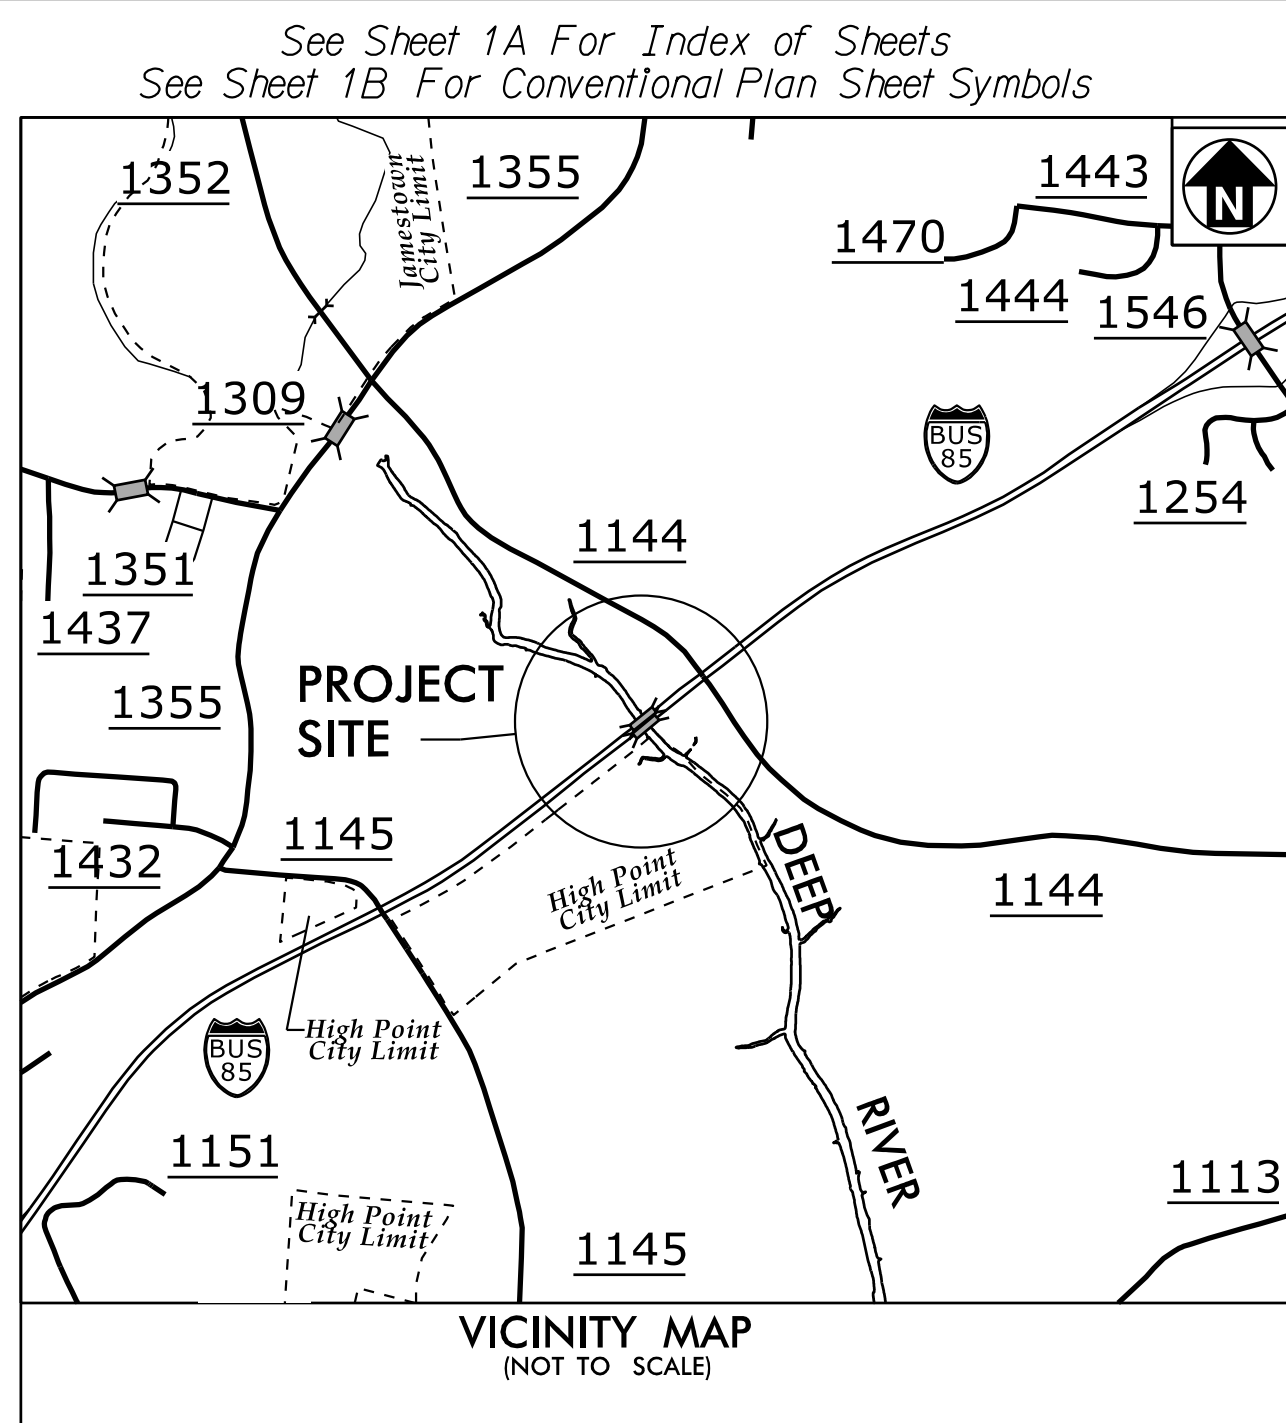 See Sheet 1A For Index of Sheets
See Sheet 1B For Conventional Plan Sheet Symbols
1352
Jamestown
City Limit
1355
1443
N
1470
1444
1546
1309
BUS
85
1254
1144
1351
1437
PROJECT
SITE
1355
1145
1432
High Point
City Limit
DEEP
1144
High Point
City Limit
BUS
85
RIVER
1151
1113
High Point
City Limit
1145
VICINITY MAP
(NOT TO SCALE)